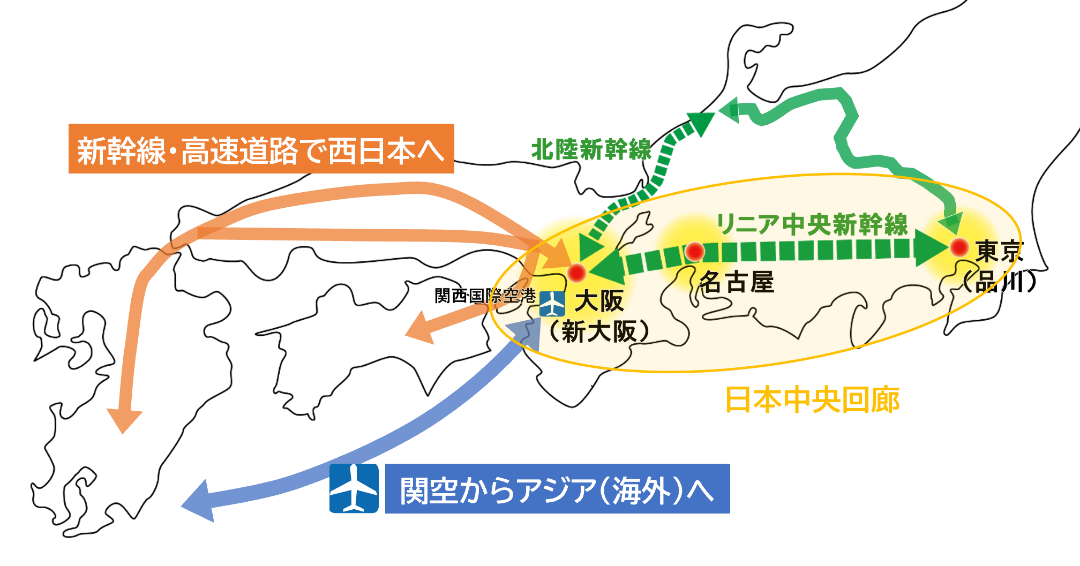 新幹線・高速道路で西日本へ
北陸新幹線
リニア中央新幹線
東京
（品川）
名古屋
関西国際空港
大阪
（新大阪）
日本中央回廊
関空からアジア（海外）へ